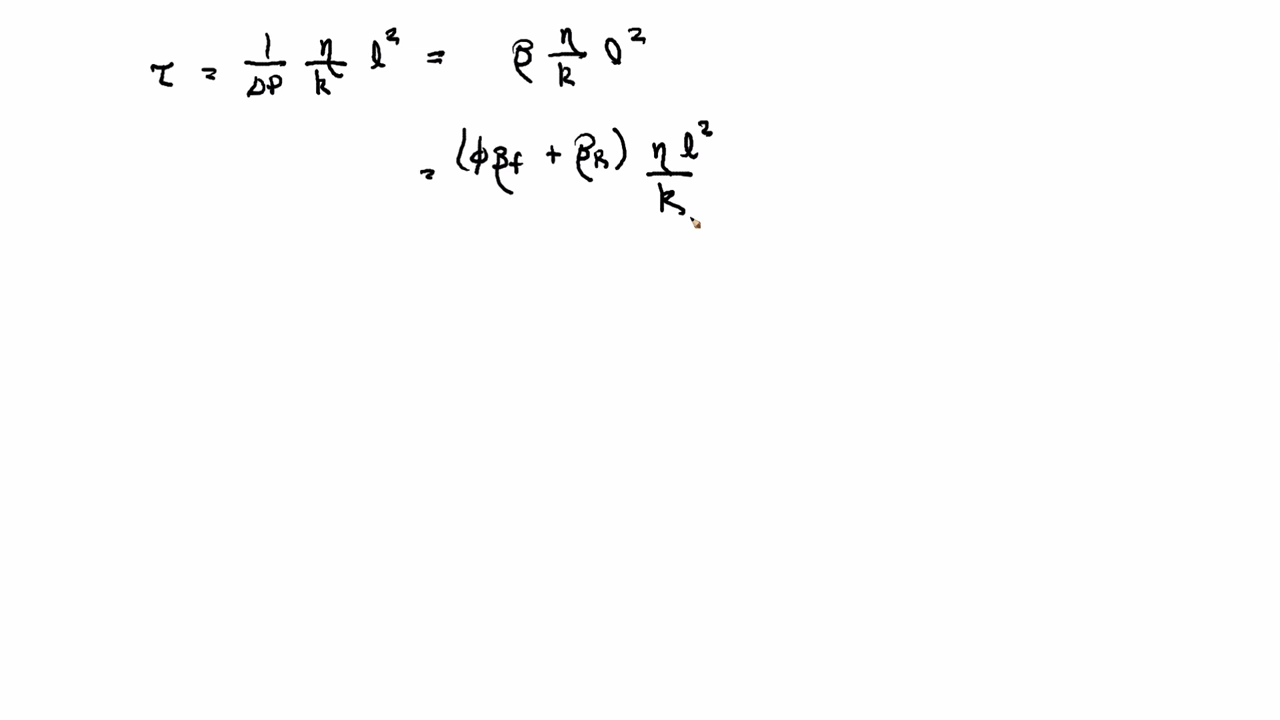 τ = 1/ΔP η/k l² = β η/k l²
= (ϕβf + βR) ηl²/k